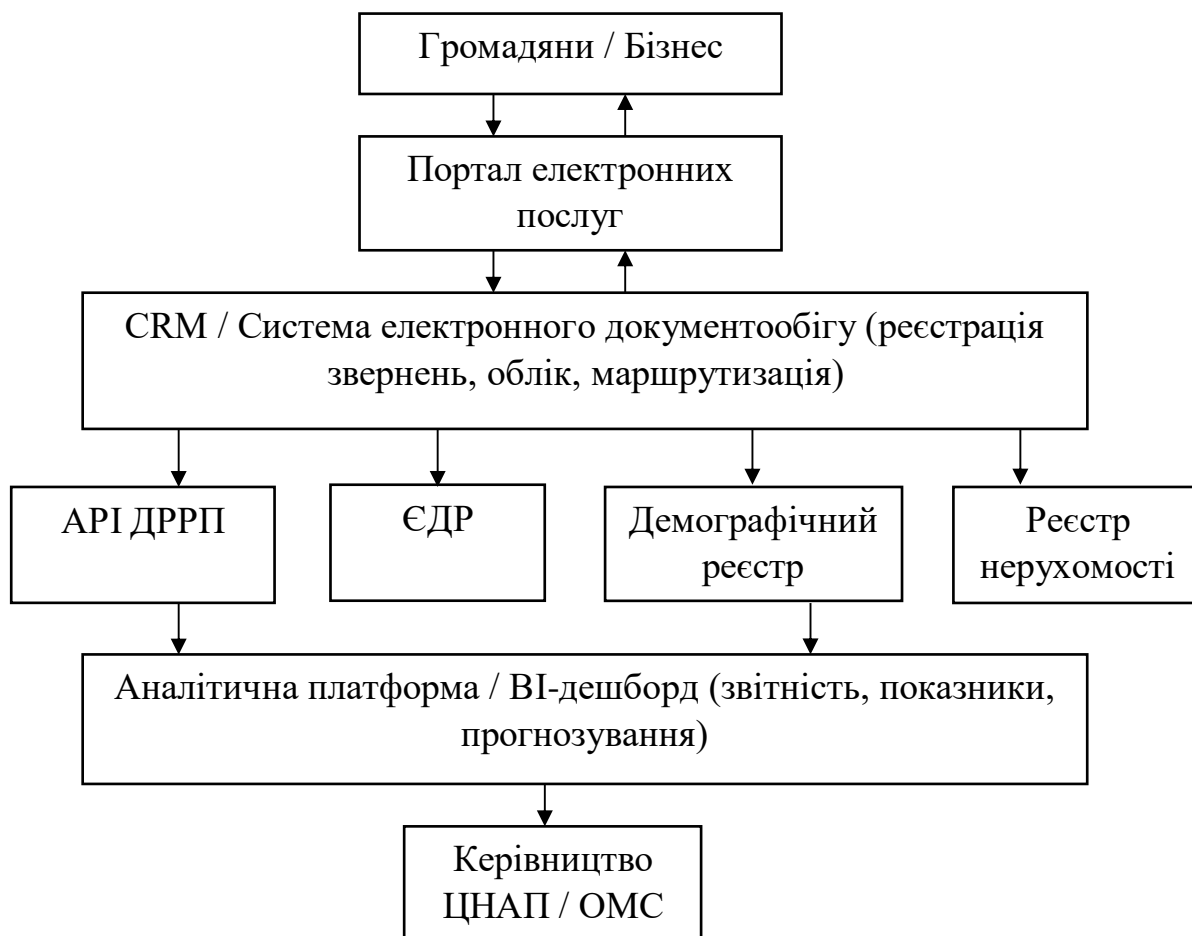 Громадяни / Бізнес
Портал електронних
послуг
CRM / Система електронного документообігу (реєстрація
звернень, облік, маршрутизація)
API ДРРП
ЄДР
Демографічний
реєстр
Реєстр
нерухомості
Аналітична платформа / BI-дешборд (звітність, показники,
прогнозування)
Керівництво
ЦНАП / ОМС